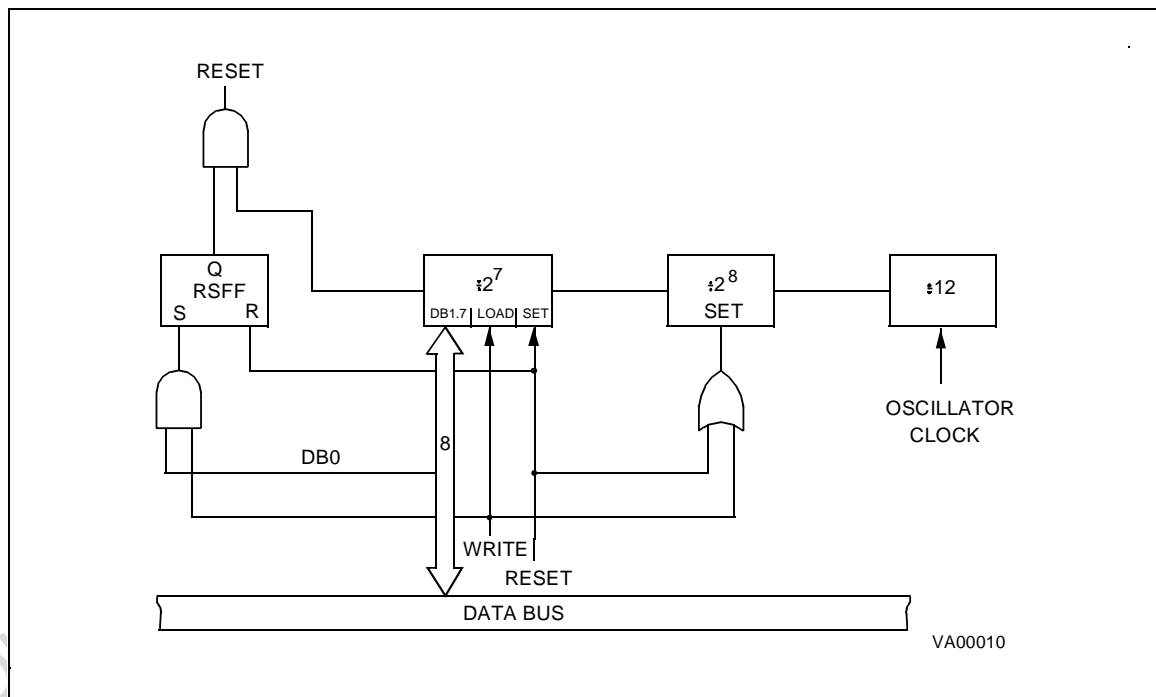 RESET
Q
RSFF
S R
÷2⁷
DB1.7 LOAD SET
÷2⁸
SET
÷12
OSCILLATOR
CLOCK
8
DB0
WRITE
RESET
DATA BUS
VA00010